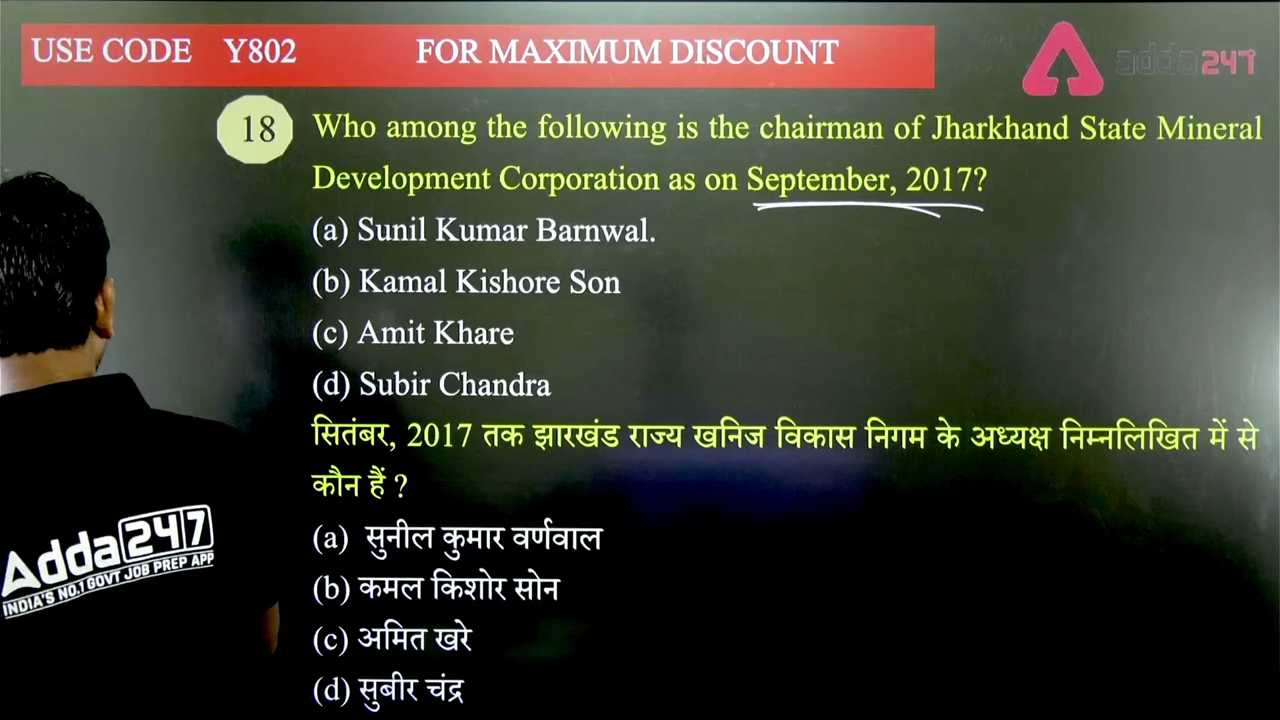 USE CODE Y802 FOR MAXIMUM DISCOUNT
adda247
18 Who among the following is the chairman of Jharkhand State Mineral
Development Corporation as on September, 2017?
(a) Sunil Kumar Barnwal.
(b) Kamal Kishore Son
(c) Amit Khare
(d) Subir Chandra
सितंबर, 2017 तक झारखंड राज्य खनिज विकास निगम के अध्यक्ष निम्नलिखित में से
कौन हैं ?
(a) सुनील कुमार वर्णवाल
(b) कमल किशोर सोन
(c) अमित खरे
(d) सुबीर चंद्र
Adda247
INDIA'S NO.1 GOVT JOB PREP APP